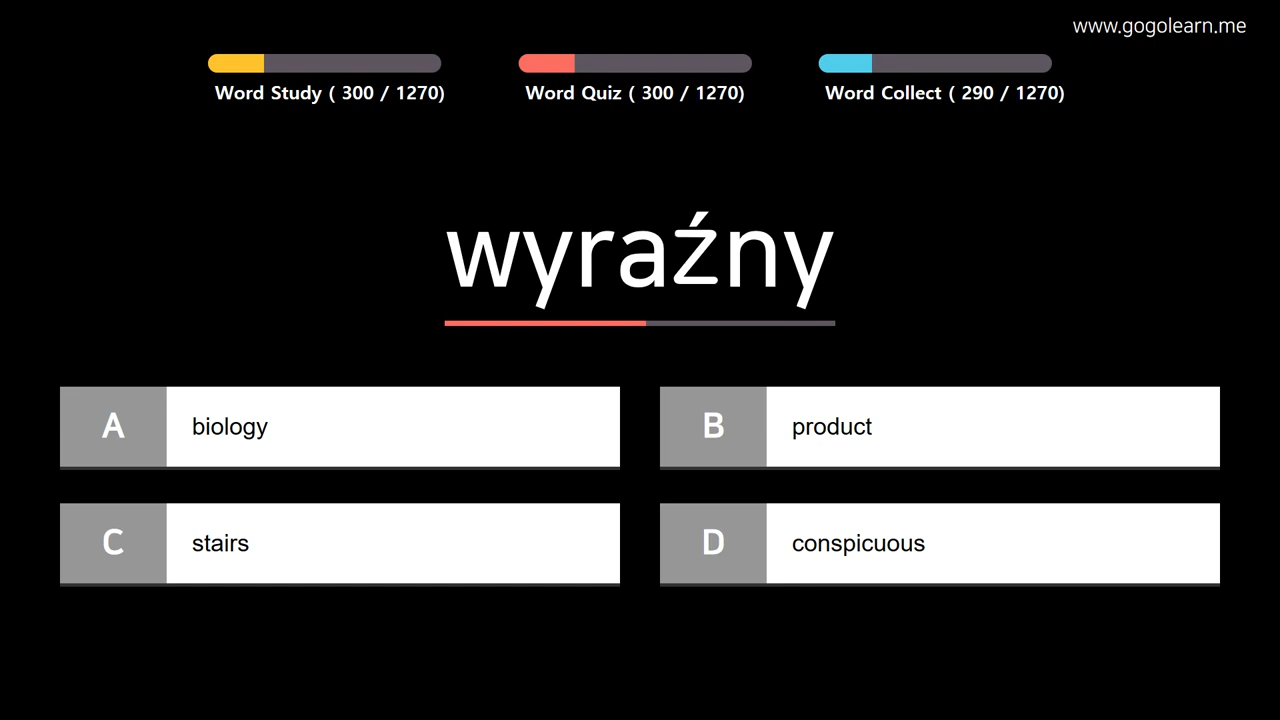 www.gogolearn.me
Word Study ( 300 / 1270)
Word Quiz ( 300 / 1270)
Word Collect ( 290 / 1270)
wyraźny
A biology
B product
C stairs
D conspicuous